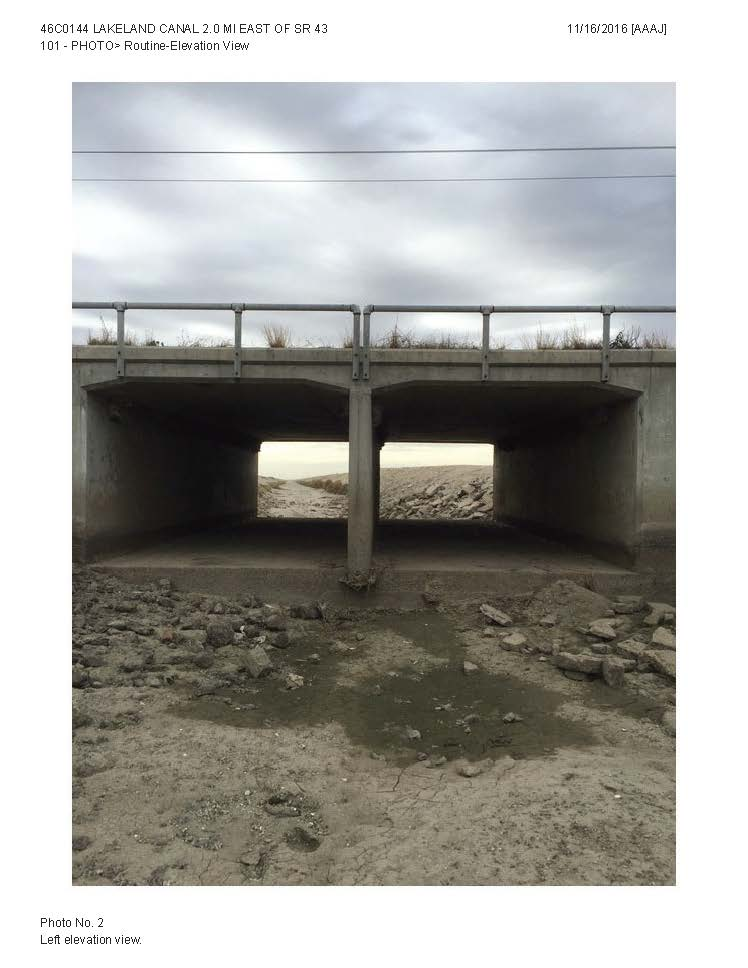 46C0144 LAKELAND CANAL 2.0 MI EAST OF SR 43
11/16/2016 [AAAJ]
101 - PHOTO> Routine-Elevation View
Photo No. 2
Left elevation view.